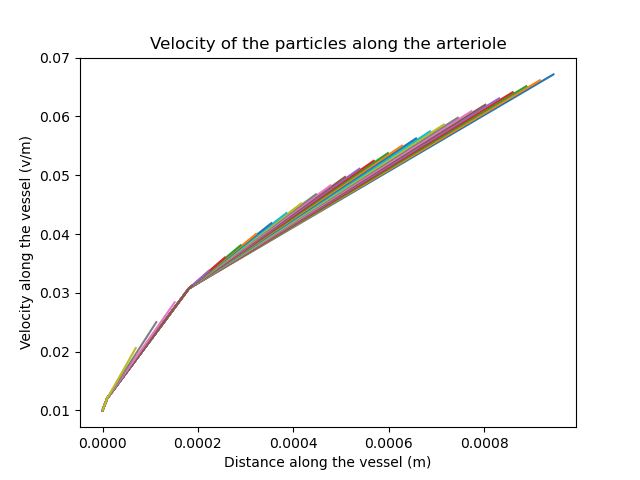 Velocity of the particles along the arteriole
0.07
0.06
0.05
0.04
0.03
0.02
0.01
Velocity along the vessel (v/m)
0.0000 0.0002 0.0004 0.0006 0.0008
Distance along the vessel (m)